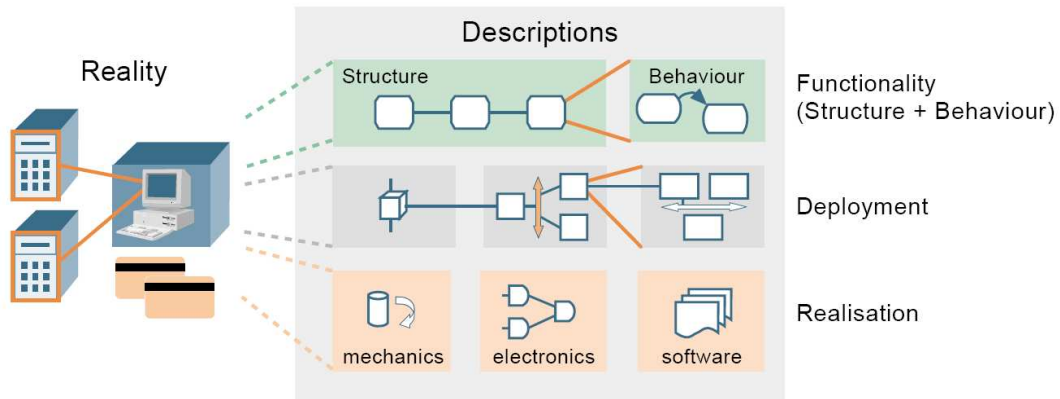 Descriptions
Reality
Structure
Behaviour
Functionality
(Structure + Behaviour)
Deployment
mechanics
electronics
software
Realisation